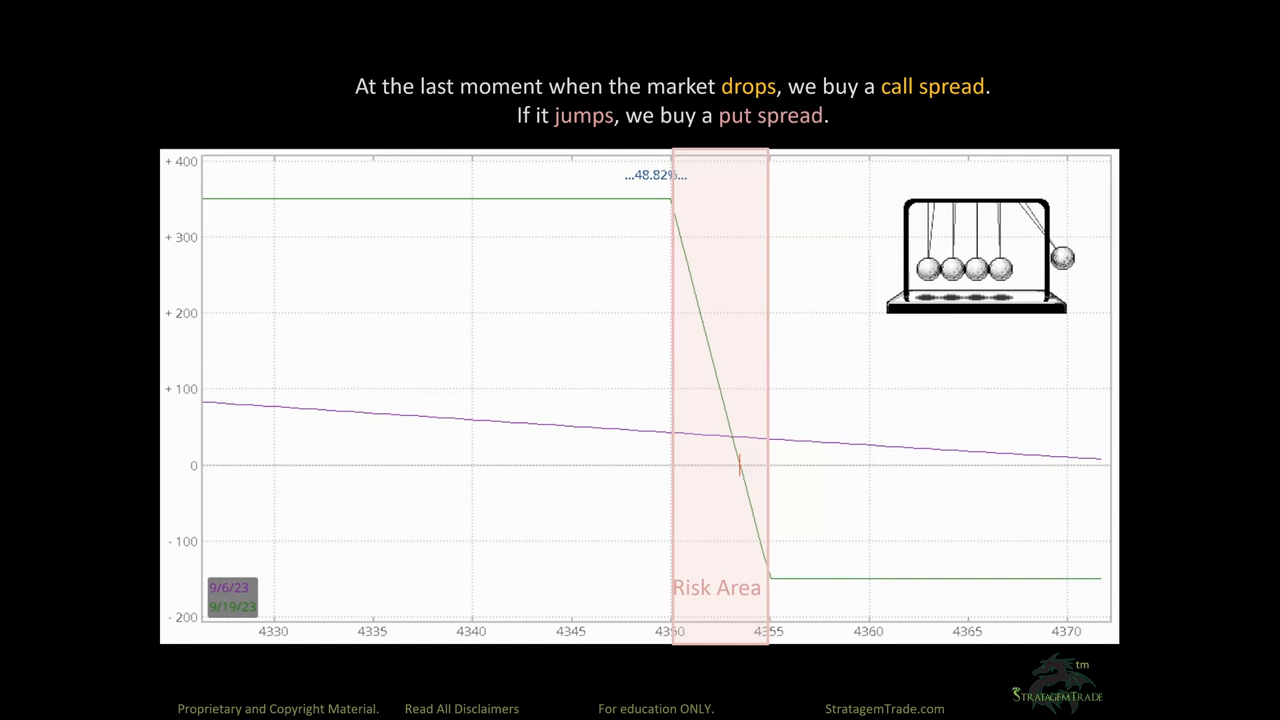 At the last moment when the market drops, we buy a call spread.
If it jumps, we buy a put spread.
+ 400
...48.82%...
+ 300
+ 200
+ 100
0
- 100
Risk Area
9/6/23
9/19/23
- 200
4330 4335 4340 4345 4350 4355 4360 4365 4370
tm
STRATAGEMTRADE
Proprietary and Copyright Material. Read All Disclaimers For education ONLY. StratagemTrade.com